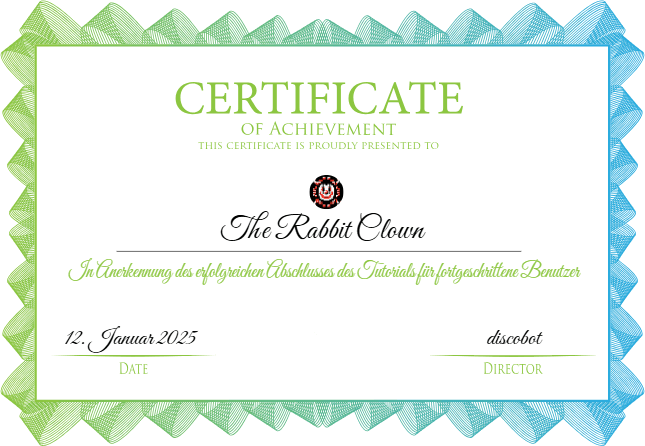 CERTIFICATE
OF ACHIEVEMENT
THIS CERTIFICATE IS PROUDLY PRESENTED TO
The Rabbit Clown
In Anerkennung des erfolgreichen Abschlusses des Tutorials für fortgeschrittene Benutzer
12. Januar 2025
discobot
DATE
DIRECTOR